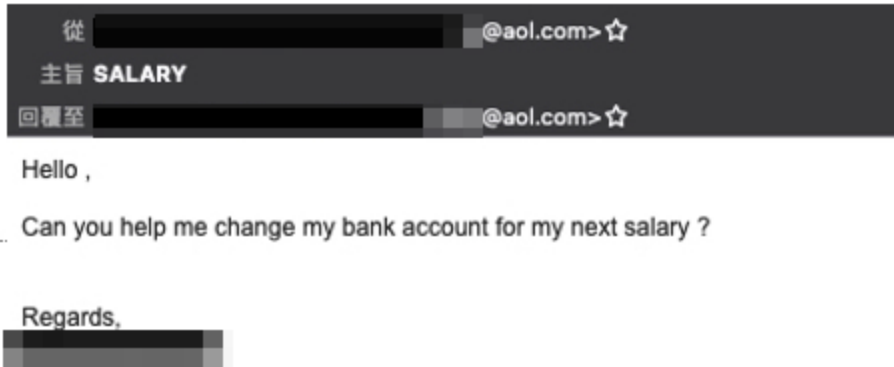 從 @aol.com>☆
主旨 SALARY
回覆至 @aol.com>☆
Hello ,
Can you help me change my bank account for my next salary ?
Regards,